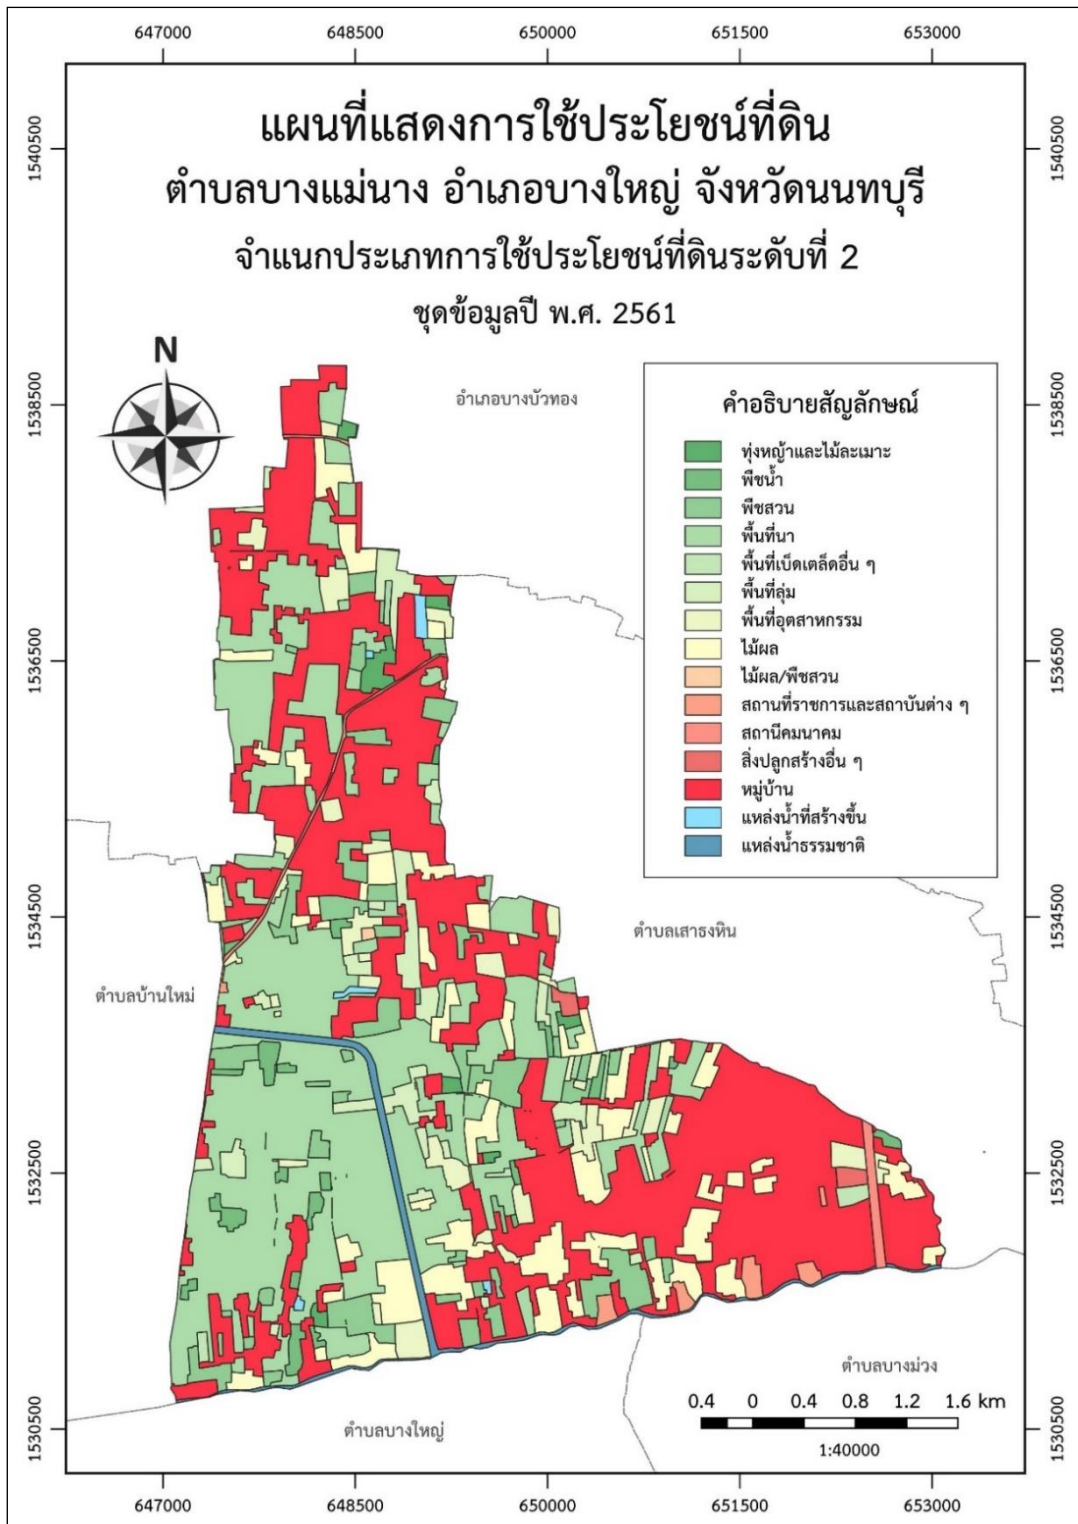 647000 648500 650000 651500 653000
แผนที่แสดงการใช้ประโยชน์ที่ดิน
ตำบลบางแม่นาง อำเภอบางใหญ่ จังหวัดนนทบุรี
จำแนกประเภทการใช้ประโยชน์ที่ดินระดับที่ 2
ชุดข้อมูลปี พ.ศ. 2561
1540500 1540500
N
อำเภอบางบัวทอง
1538500 1538500
คำอธิบายสัญลักษณ์
ทุ่งหญ้าและไม้ละเมาะ
พืชน้ำ
พืชสวน
พื้นที่นา
พื้นที่เบ็ดเตล็ดอื่น ๆ
พื้นที่ลุ่ม
พื้นที่อุตสาหกรรม
ไม้ผล
ไม้ผล/พืชสวน
สถานที่ราชการและสถาบันต่าง ๆ
สถานีคมนาคม
สิ่งปลูกสร้างอื่น ๆ
หมู่บ้าน
แหล่งน้ำที่สร้างขึ้น
แหล่งน้ำธรรมชาติ
1536500 1536500
1534500 1534500
ตำบลเสาธงหิน
ตำบลบ้านใหม่
1532500 1532500
ตำบลบางม่วง
0.4 0 0.4 0.8 1.2 1.6 km
1:40000
ตำบลบางใหญ่
1530500 1530500
647000 648500 650000 651500 653000